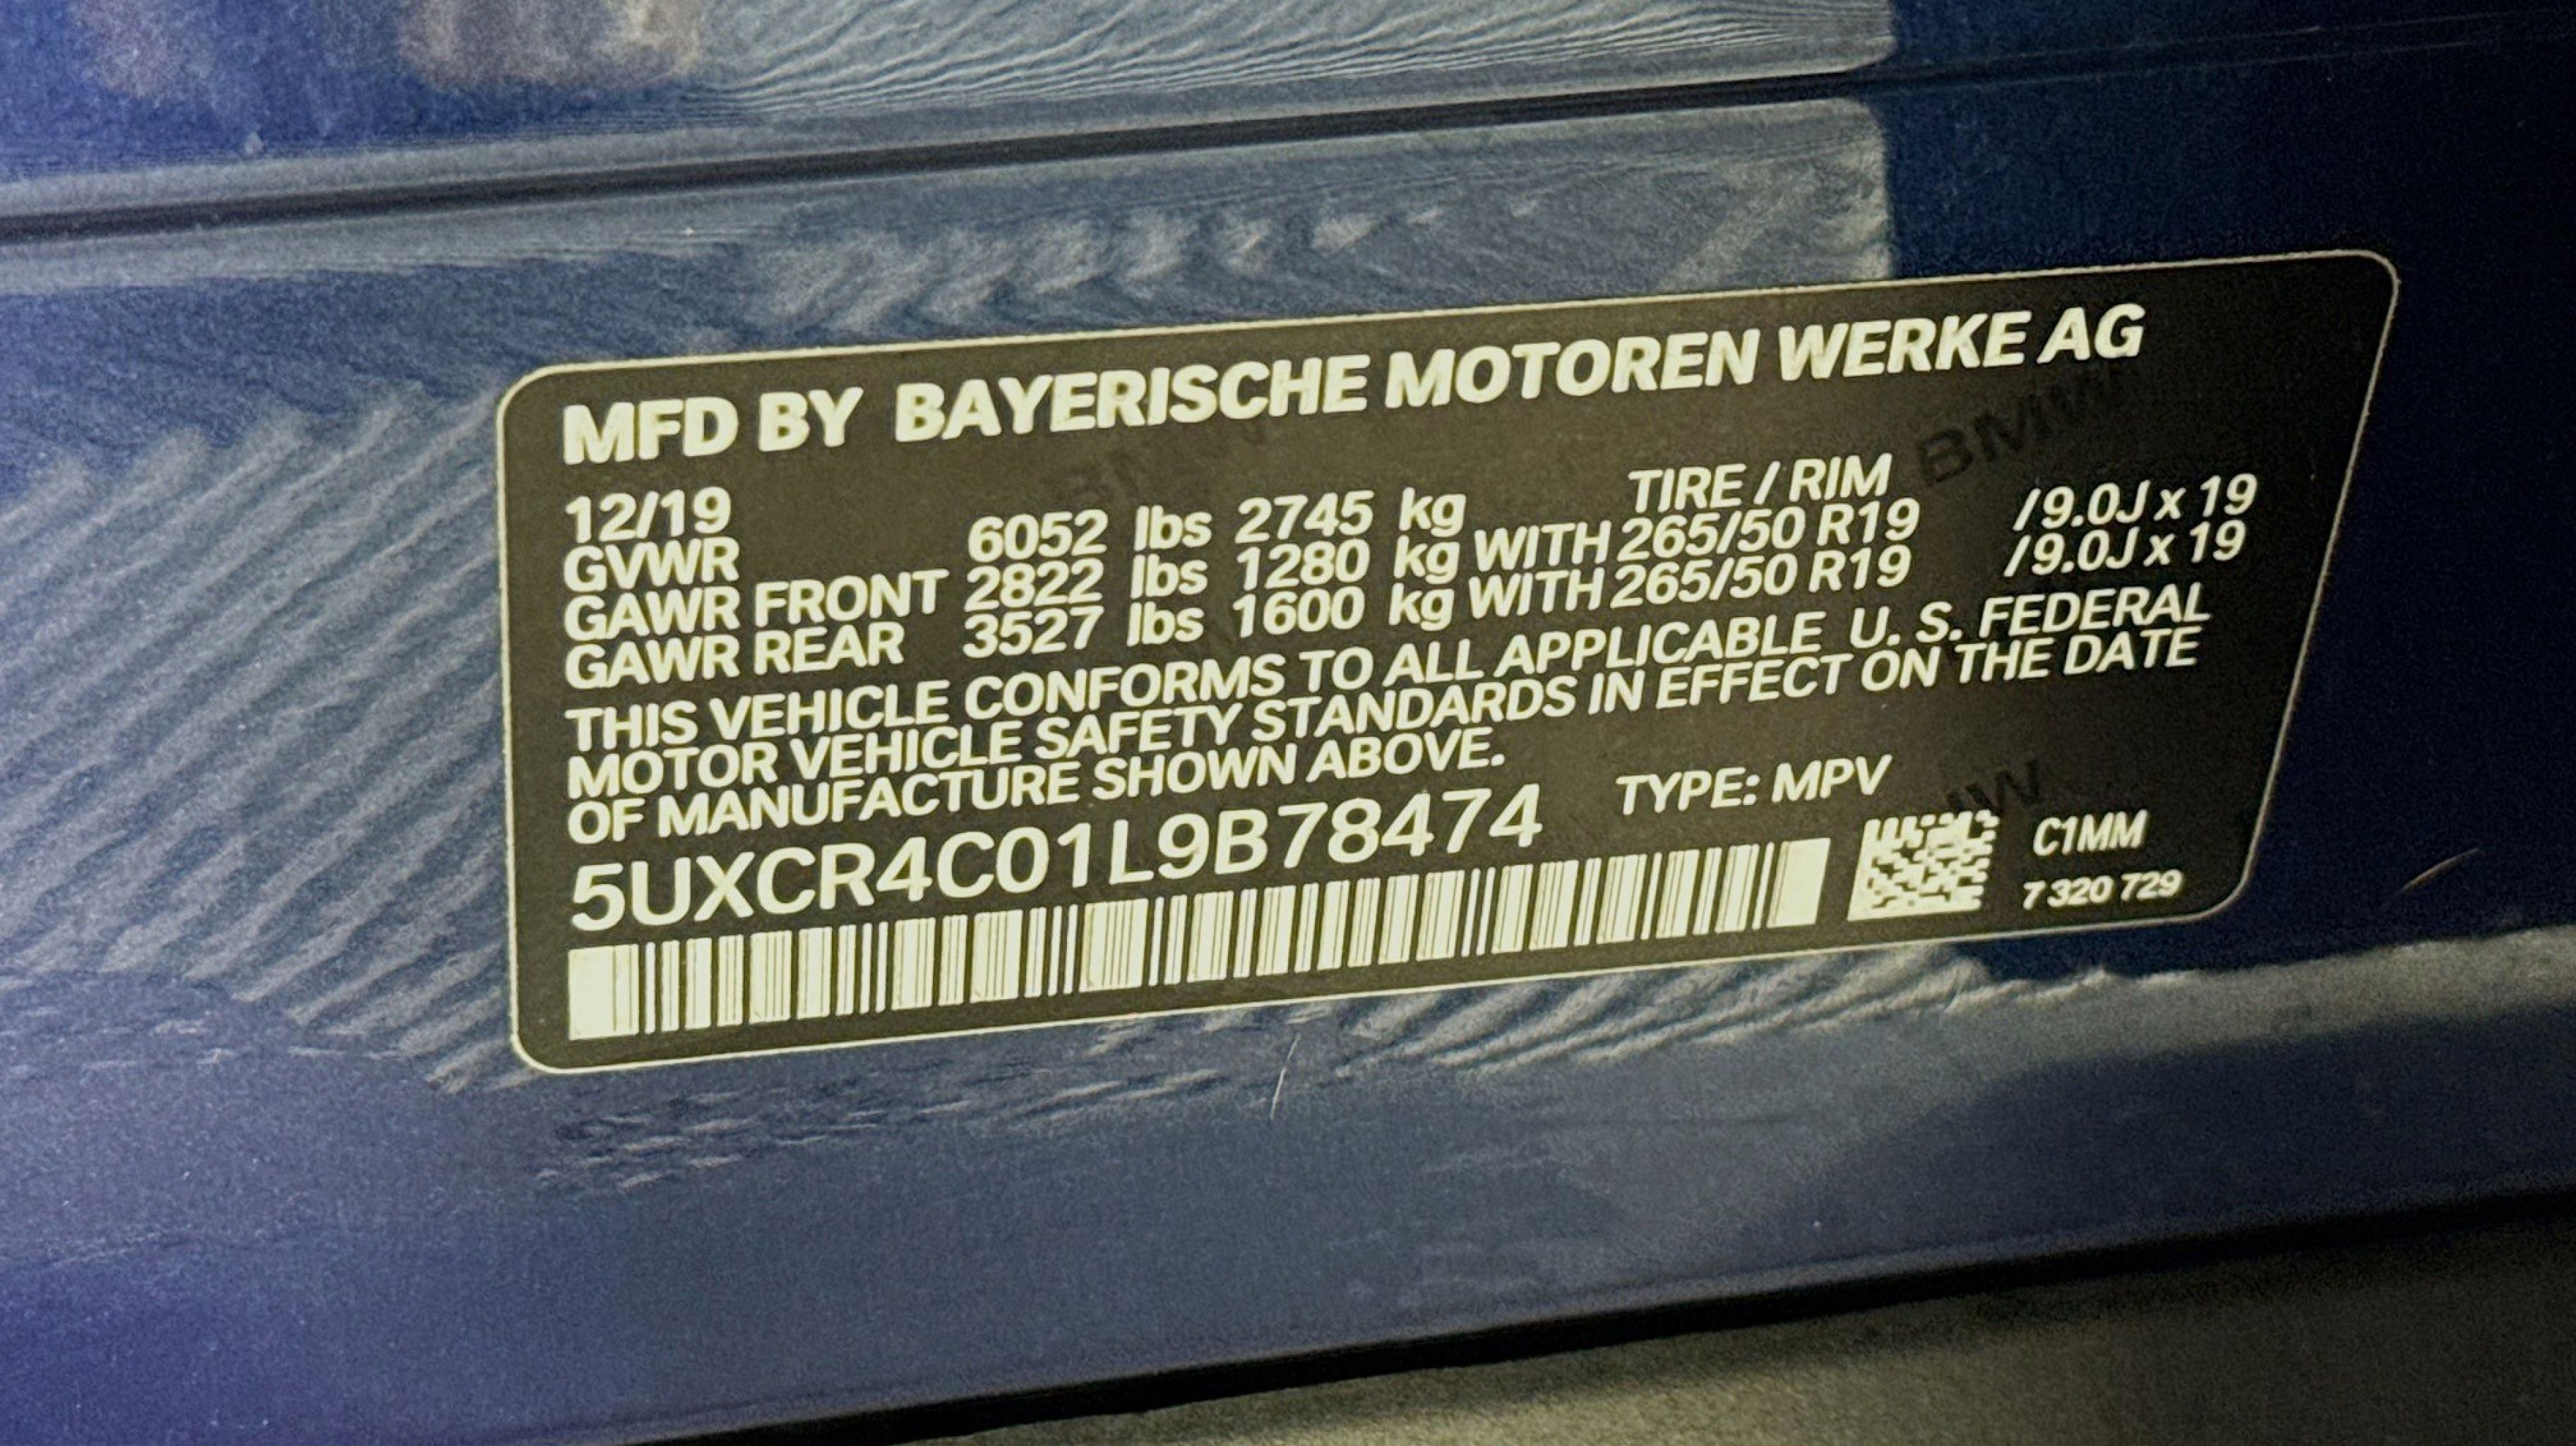 MFD BY BAYERISCHE MOTOREN WERKE AG
12/19 TIRE / RIM
GVWR 6052 lbs 2745 kg
GAWR FRONT 2822 lbs 1280 kg WITH 265/50 R19 /9.0J x 19
GAWR REAR 3527 lbs 1600 kg WITH 265/50 R19 /9.0J x 19
THIS VEHICLE CONFORMS TO ALL APPLICABLE U. S. FEDERAL
MOTOR VEHICLE SAFETY STANDARDS IN EFFECT ON THE DATE
OF MANUFACTURE SHOWN ABOVE.
5UXCR4C01L9B78474 TYPE: MPV
C1MM
7 320 729